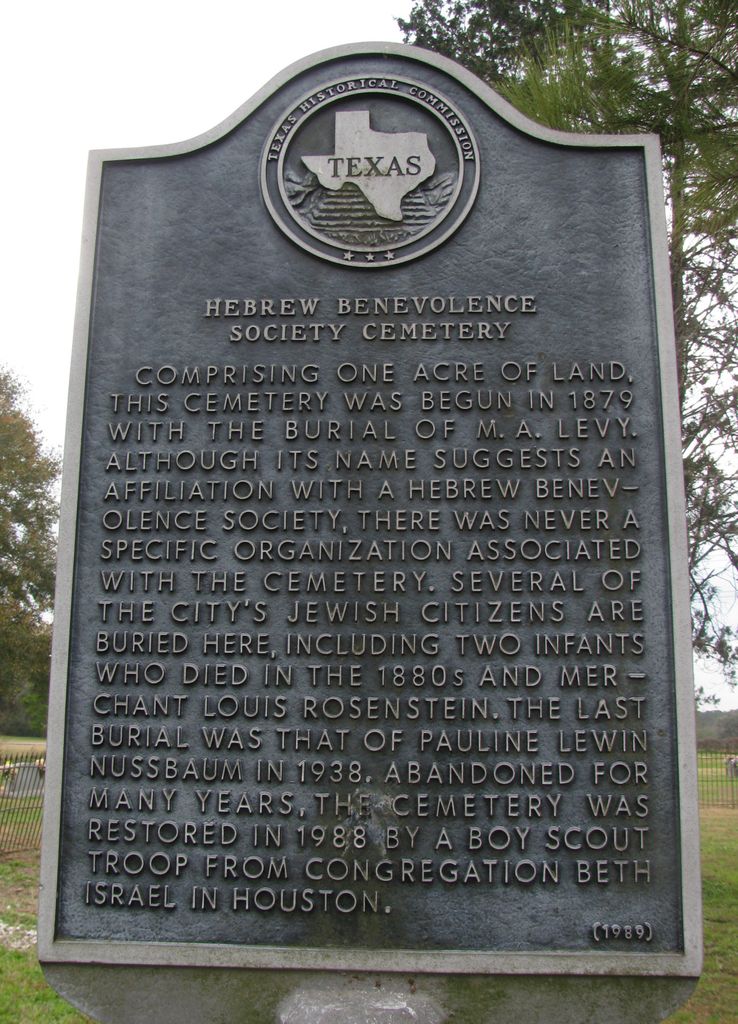 TEXAS HISTORICAL COMMISSION
TEXAS
HEBREW BENEVOLENCE
SOCIETY CEMETERY
COMPRISING ONE ACRE OF LAND,
THIS CEMETERY WAS BEGUN IN 1879
WITH THE BURIAL OF M. A. LEVY.
ALTHOUGH ITS NAME SUGGESTS AN
AFFILIATION WITH A HEBREW BENEV-
OLENCE SOCIETY, THERE WAS NEVER A
SPECIFIC ORGANIZATION ASSOCIATED
WITH THE CEMETERY. SEVERAL OF
THE CITY'S JEWISH CITIZENS ARE
BURIED HERE, INCLUDING TWO INFANTS
WHO DIED IN THE 1880s AND MER-
CHANT LOUIS ROSENSTEIN. THE LAST
BURIAL WAS THAT OF PAULINE LEWIN
NUSSBAUM IN 1938. ABANDONED FOR
MANY YEARS, THE CEMETERY WAS
RESTORED IN 1988 BY A BOY SCOUT
TROOP FROM CONGREGATION BETH
ISRAEL IN HOUSTON.
(1989)